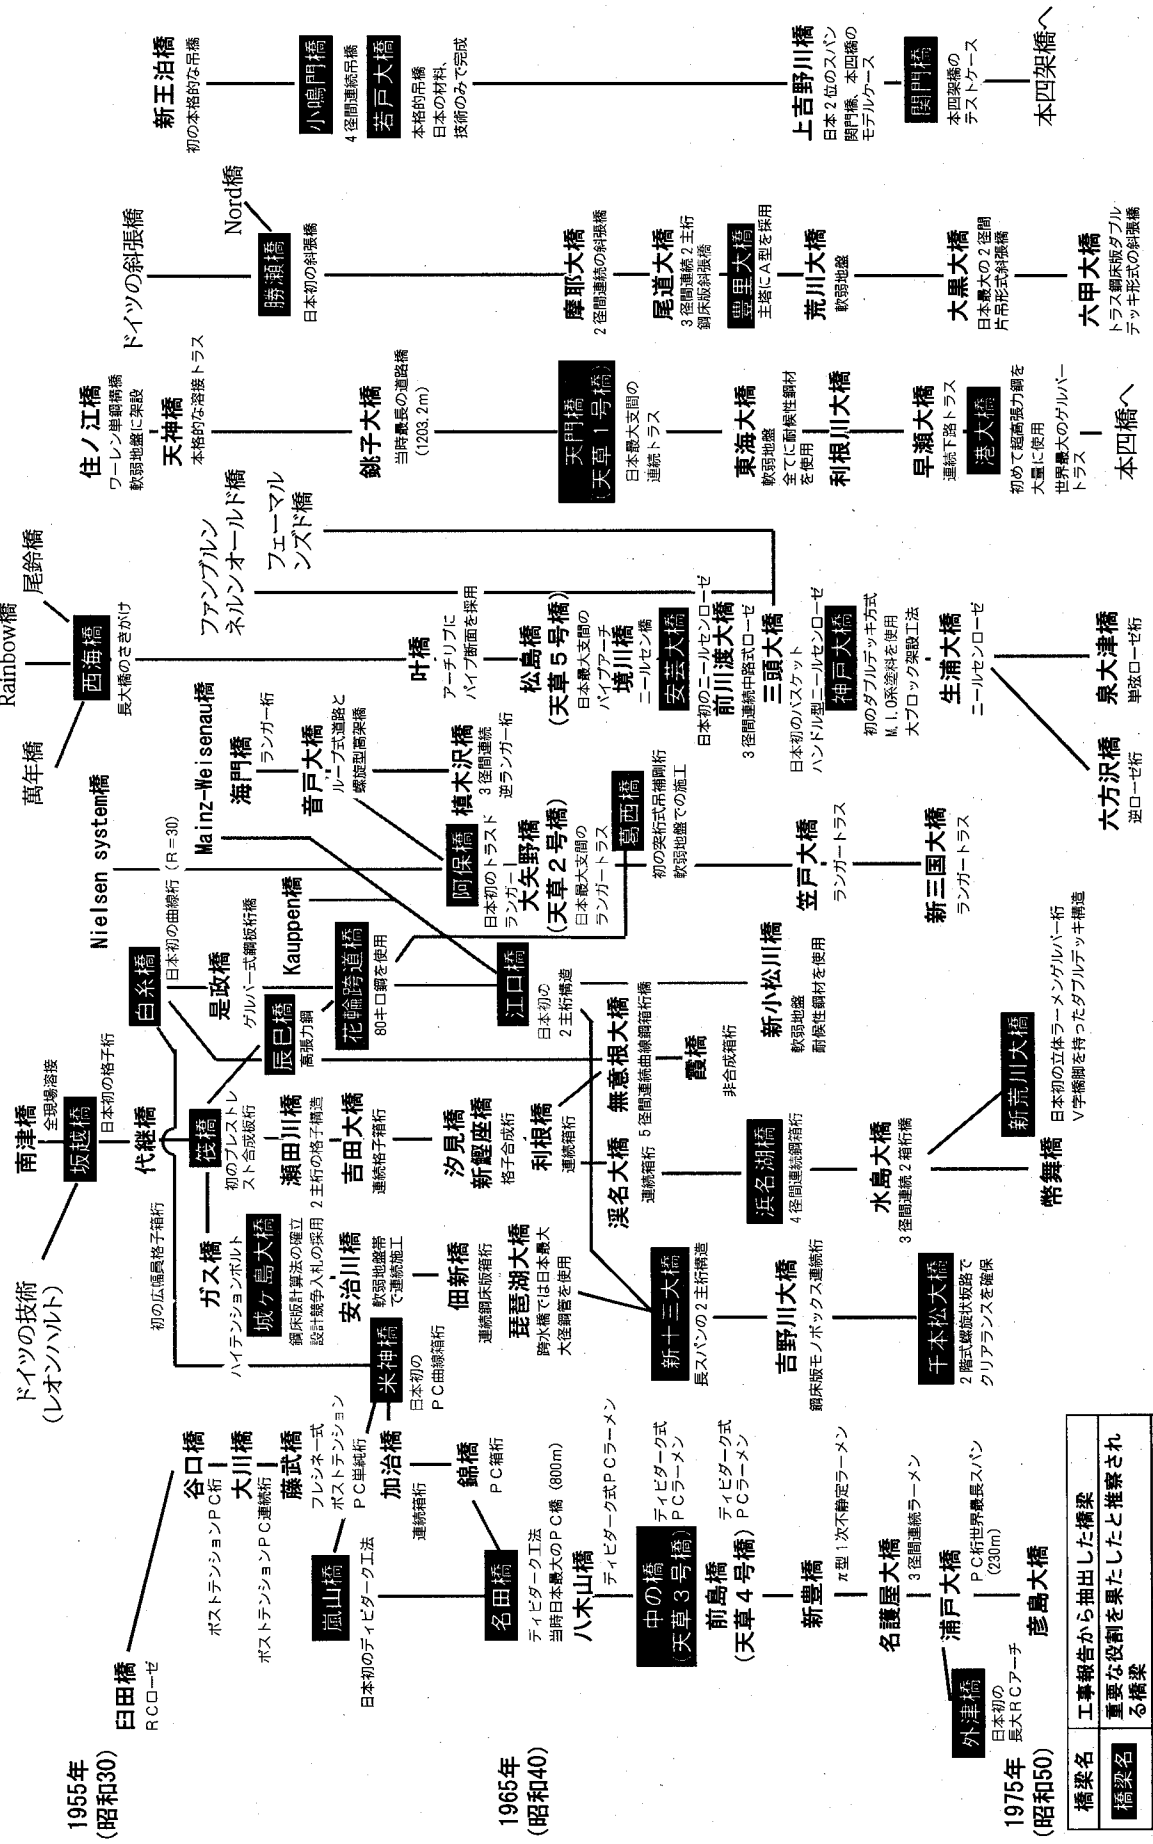 1955年
(昭和30)
1965年
(昭和40)
1975年
(昭和50)
橋梁名
工事報告から抽出した橋梁
橋梁名
重要な役割を果たしたと推察され
る橋梁
臼田橋
RCローゼ
谷口橋
ポストテンションPC桁
大川橋
ポストテンションPC連続桁
藤武橋
フレシネー式
ポストテンション
PC単純桁
嵐山橋
日本初のディビダーク工法
加治橋
連続箱桁
錦橋
PC箱桁
名田橋
ディビダーク工法
当時日本最大のPC橋 (800m)
八木山橋
ディビダーク式PCラーメン
中の橋
(天草3号橋)
ディビダーク式
PCラーメン
前島橋
(天草4号橋)
ディビダーク式
PCラーメン
新豊橋
π型1次不静定ラーメン
名護屋大橋
3径間連続ラーメン
浦戸大橋
PC桁世界最長スパン
(230m)
外津橋
日本初の
長大RCアーチ
彦島大橋
ドイツの技術
(レオンハルト)
南津橋
全現場溶接
坂越橋
日本初の格子桁
代継橋
初の広幅員格子箱桁
筏橋
初のプレストレ
スト合成板桁
ガス橋
ハイテンションボルト
城ヶ島大橋
鋼床版計算法の確立
設計競争入札の採用
安治川橋
軟弱地盤帯
で連続施工
米神橋
日本初の
PC曲線箱桁
佃新橋
連続鋼床版箱桁
琵琶湖大橋
跨水橋では日本最大
大径鋼管を使用
新十三大橋
長スパンの2主桁構造
吉野川大橋
鋼床版モノボックス連続桁
千本松大橋
2階式螺旋状坂路で
クリアランスを確保
瀬田川橋
2主桁の格子構造
吉田大橋
連続格子箱桁
汐見橋
新鰹座橋
格子合成桁
利根橋
連続箱桁
渓名大橋
連続箱桁
浜名湖橋
4径間連続鋼箱桁
水島大橋
3径間連続2箱桁橋
幣舞橋
新荒川大橋
日本初の立体ラーメンゲルバー桁
V字橋脚を持ったダブルデッキ構造
白糸橋
日本初の曲線桁 (R=30)
是政橋
ゲルバー式鋼板桁橋
辰巳橋
高張力鋼
花輪跨道橋
80キロ鋼を使用
Kauppen橋
江口橋
日本初の
2主桁構造
無意根大橋
5径間連続曲線鋼箱桁橋
霞橋
非合成箱桁
新小松川橋
軟弱地盤
耐候性鋼材を使用
Nielsen system橋
Mainz-Weisenau橋
海門橋
ランガー桁
音戸大橋
ループ式道路と
螺旋型高架橋
槙木沢橋
3径間連続
逆ランガー桁
阿保橋
日本初のトラスド
ランガー
大矢野橋
(天草2号橋)
日本最大支間の
ランガートラス
葛西橋
初の突桁式吊補剛桁
軟弱地盤での施工
笠戸大橋
ランガートラス
新三国大橋
ランガートラス
萬年橋
Rainbow橋
尾鈴橋
西海橋
長大橋のさきがけ
叶橋
アーチリブに
パイプ断面を採用
松島橋
(天草5号橋)
日本最大支間の
パイプアーチ
境川橋
ニールセン橋
安芸大橋
日本初のニールセンローゼ
前川渡大橋
3径間連続中路式ローゼ
三頭大橋
日本初のバスケット
ハンドル型ニールセンローゼ
神戸大橋
初のダブルデッキ方式
M.I.O系塗料を使用
大ブロック架設工法
生浦大橋
ニールセンローゼ
泉大津橋
単弦ローゼ桁
六方沢橋
逆ローゼ桁
ファンブルン
ネルンオールド橋
フェーマル
ンズド橋
住ノ江橋
ワーレン単鋼構橋
軟弱地盤に架設
天神橋
本格的な溶接トラス
銚子大橋
当時最長の道路橋
(1203.2m)
天門橋
(天草1号橋)
日本最大支間の
連続トラス
東海大橋
軟弱地盤
全てに耐候性鋼材
を使用
利根川大橋
早瀬大橋
連続下路トラス
港大橋
初めて超高張力鋼を
大量に使用
世界最大のゲルバー
トラス
本四橋へ
ドイツの斜張橋
Nord橋
勝瀬橋
日本初の斜張橋
摩耶大橋
2径間連続の斜張橋
尾道大橋
3径間連続2主桁
鋼床版斜張橋
豊里大橋
主塔にA型を採用
荒川大橋
軟弱地盤
大黒大橋
日本最大の2径間
片吊形式斜張橋
六甲大橋
トラス鋼床版ダブル
デッキ形式の斜張橋
新王泊橋
初の本格的な吊橋
小鳴門橋
4径間連続吊橋
若戸大橋
本格的吊橋
日本の材料、
技術のみで完成
上吉野川橋
日本2位のスパン
関門橋、本四橋の
モデルケース
関門橋
本四架橋の
テストケース
本四架橋へ